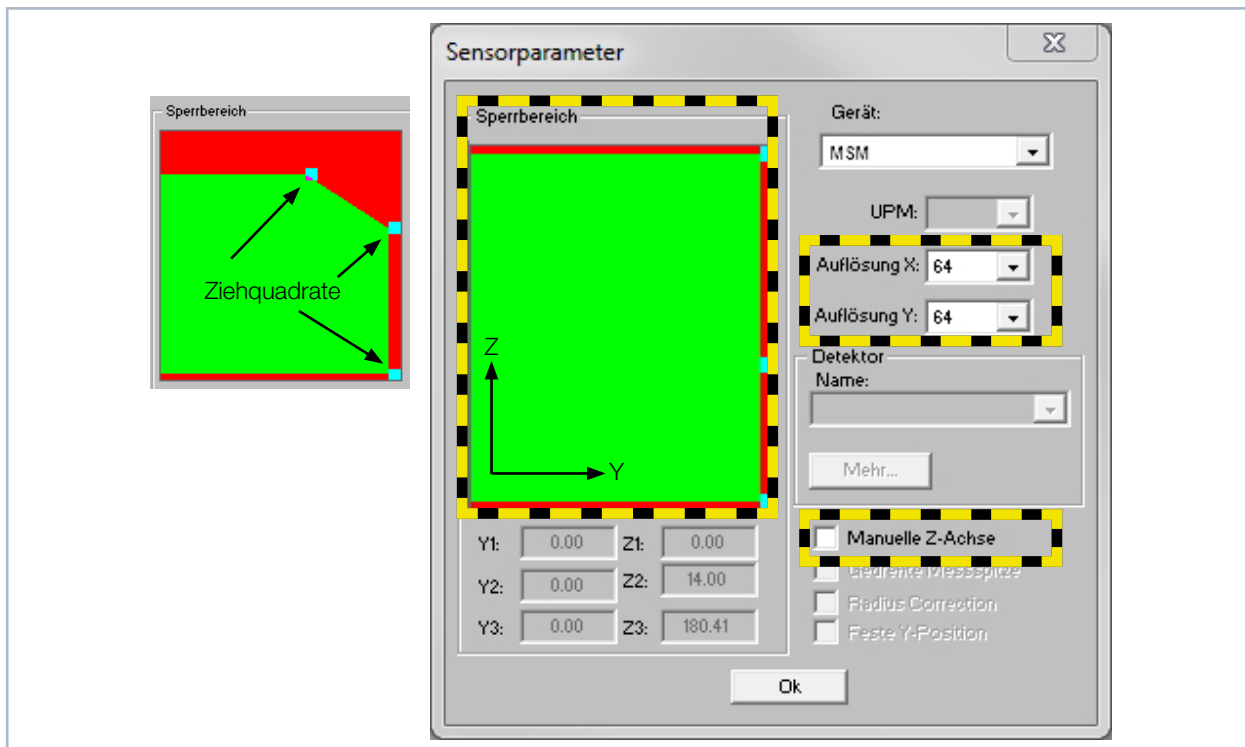 Sperrbereich
Ziehquadrate
Sensorparameter
Sperrbereich
Z
Y
Y1: 0.00 Z1: 0.00
Y2: 0.00 Z2: 14.00
Y3: 0.00 Z3: 180.41
Gerät:
MSM
UPM:
Auflösung X: 64
Auflösung Y: 64
Detektor
Name:
Mehr...
Manuelle Z-Achse
Gedrehte Messspitze
Radius Correction
Feste Y-Position
Ok